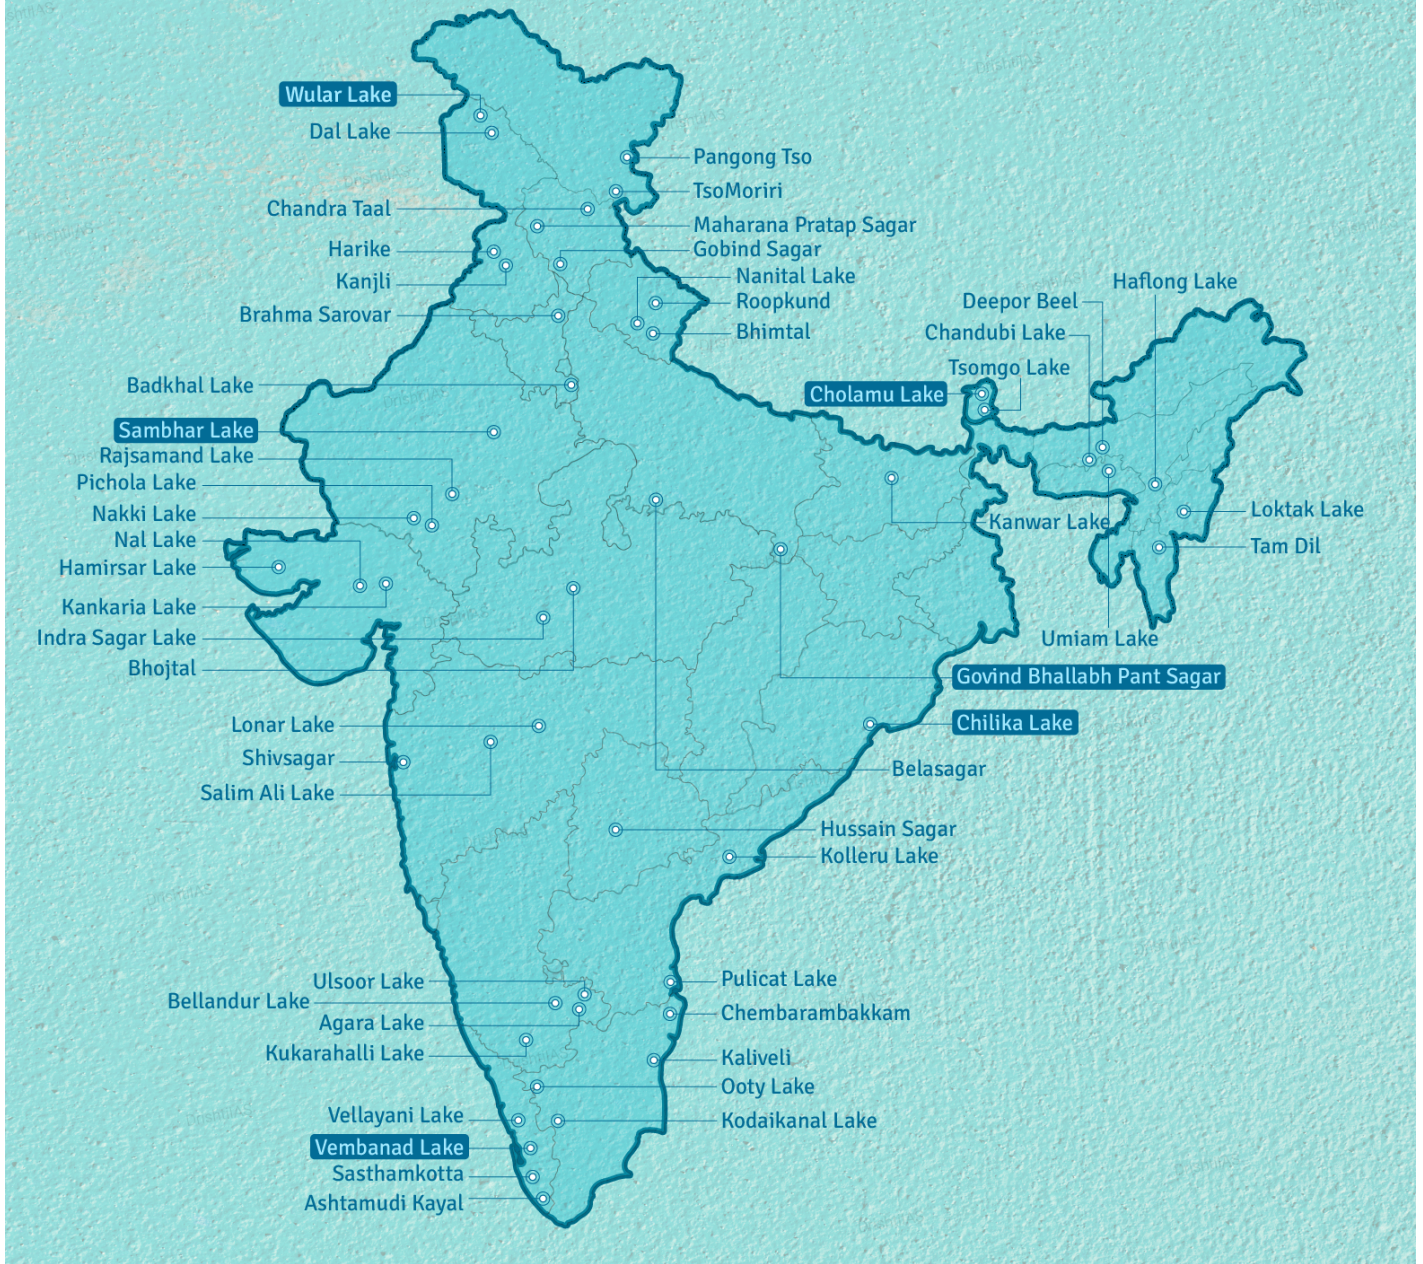 Wular Lake
Dal Lake
Pangong Tso
TsoMoriri
Chandra Taal
Maharana Pratap Sagar
Harike
Gobind Sagar
Kanjli
Nanital Lake
Roopkund
Brahma Sarovar
Bhimtal
Haflong Lake
Deepor Beel
Chandubi Lake
Tsomgo Lake
Badkhal Lake
Cholamu Lake
Sambhar Lake
Rajsamand Lake
Pichola Lake
Nakki Lake
Kanwar Lake
Loktak Lake
Nal Lake
Tam Dil
Hamirsar Lake
Kankaria Lake
Indra Sagar Lake
Umiam Lake
Bhojtal
Govind Bhallabh Pant Sagar
Lonar Lake
Chilika Lake
Shivsagar
Belasagar
Salim Ali Lake
Hussain Sagar
Kolleru Lake
Ulsoor Lake
Pulicat Lake
Bellandur Lake
Chembarambakkam
Agara Lake
Kukarahalli Lake
Kaliveli
Ooty Lake
Vellayani Lake
Kodaikanal Lake
Vembanad Lake
Sasthamkotta
Ashtamudi Kayal